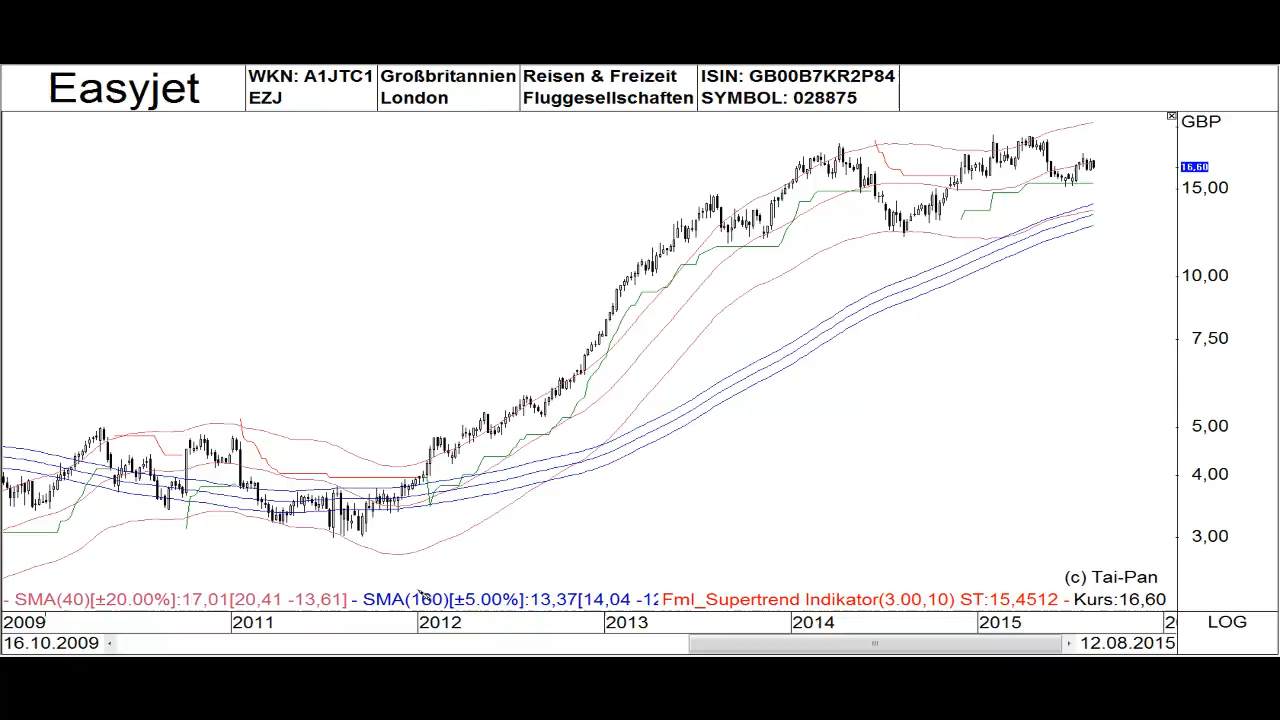 Easyjet
WKN: A1JTC1
EZJ
Großbritannien
London
Reisen & Freizeit
Fluggesellschaften
ISIN: GB00B7KR2P84
SYMBOL: 028875
GBP
16,60
15,00
10,00
7,50
5,00
4,00
3,00
(c) Tai-Pan
- SMA(40)[±20.00%]:17,01[20,41 -13,61] - SMA(160)[±5.00%]:13,37[14,04 -12 Fml_Supertrend Indikator(3.00,10) ST:15,4512 - Kurs:16,60
2009 2011 2012 2013 2014 2015 LOG
16.10.2009 12.08.2015